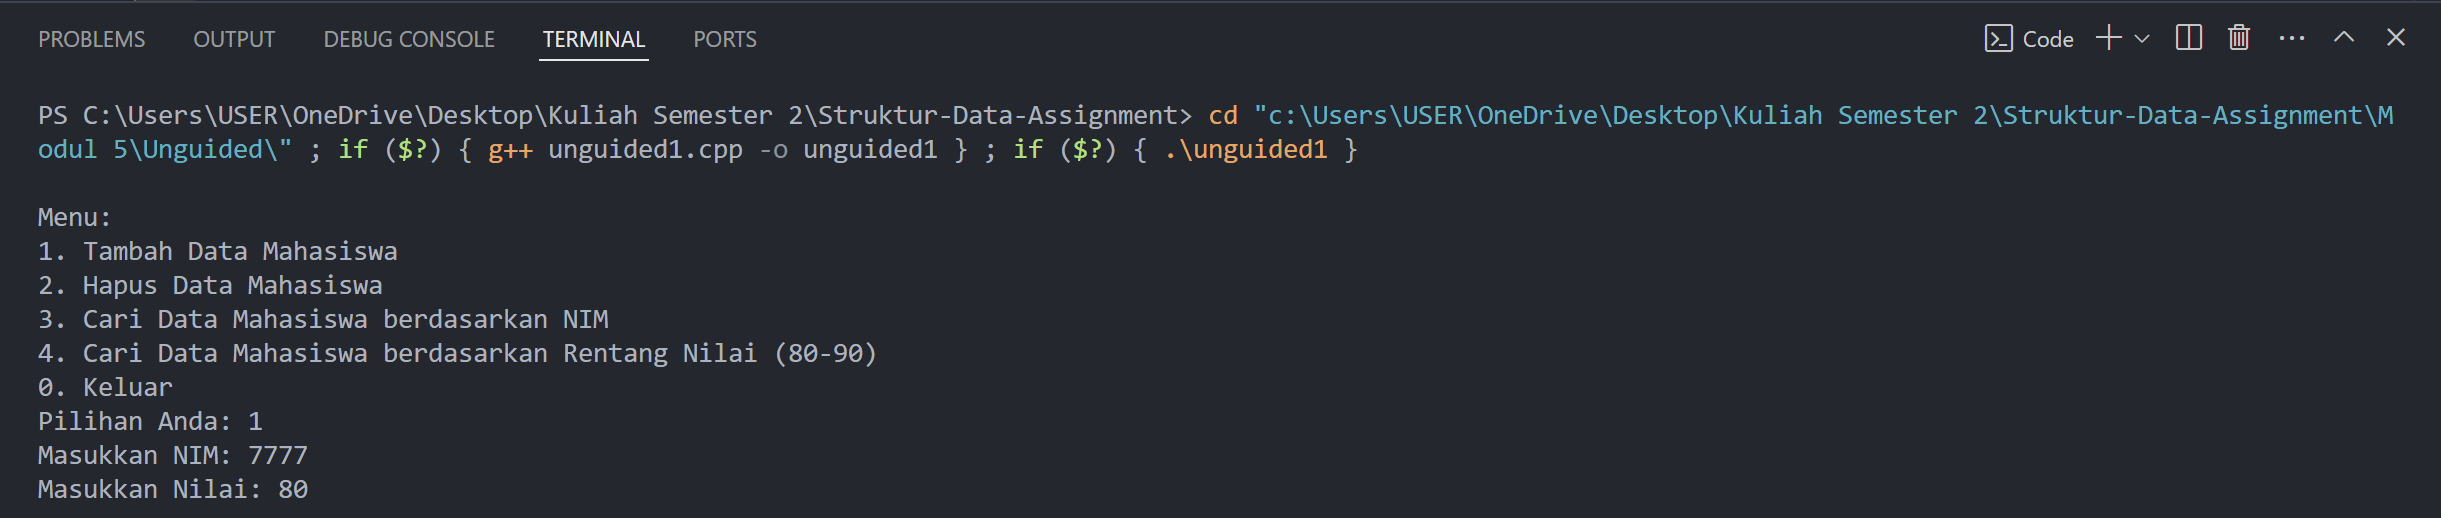 PROBLEMS OUTPUT DEBUG CONSOLE TERMINAL PORTS Code
PS C:\Users\USER\OneDrive\Desktop\Kuliah Semester 2\Struktur-Data-Assignment> cd "c:\Users\USER\OneDrive\Desktop\Kuliah Semester 2\Struktur-Data-Assignment\M
odul 5\Unguided\" ; if ($?) { g++ unguided1.cpp -o unguided1 } ; if ($?) { .\unguided1 }
Menu:
1. Tambah Data Mahasiswa
2. Hapus Data Mahasiswa
3. Cari Data Mahasiswa berdasarkan NIM
4. Cari Data Mahasiswa berdasarkan Rentang Nilai (80-90)
0. Keluar
Pilihan Anda: 1
Masukkan NIM: 7777
Masukkan Nilai: 80